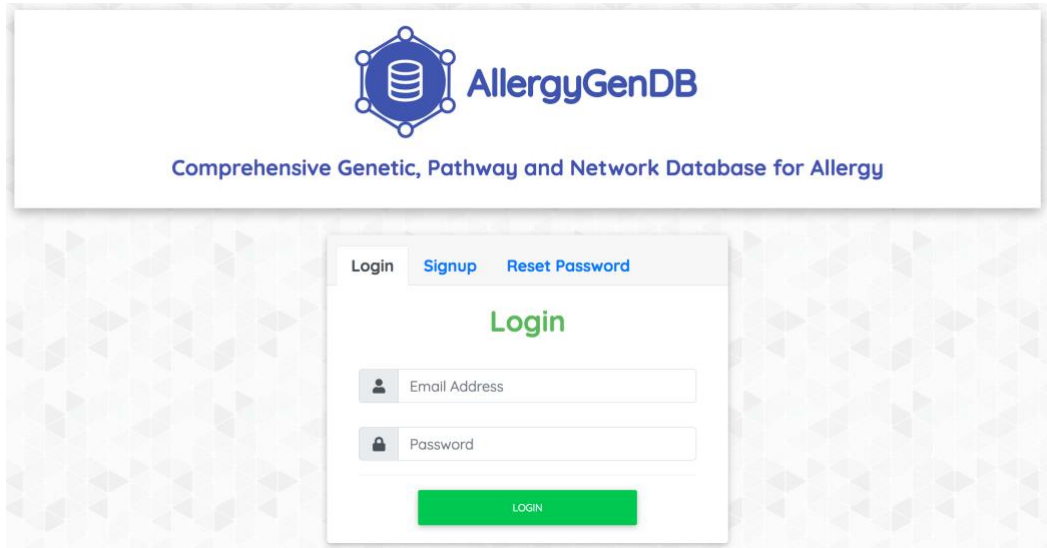 AllergyGenDB
Comprehensive Genetic, Pathway and Network Database for Allergy
Login Signup Reset Password
Login
Email Address
Password
LOGIN